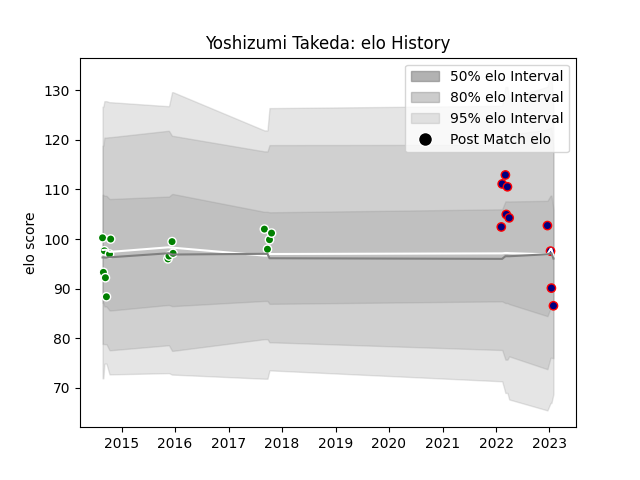 Yoshizumi Takeda: elo History
50% elo Interval
80% elo Interval
95% elo Interval
Post Match elo
elo score
130
120
110
100
90
80
70
2015 2016 2017 2018 2019 2020 2021 2022 2023